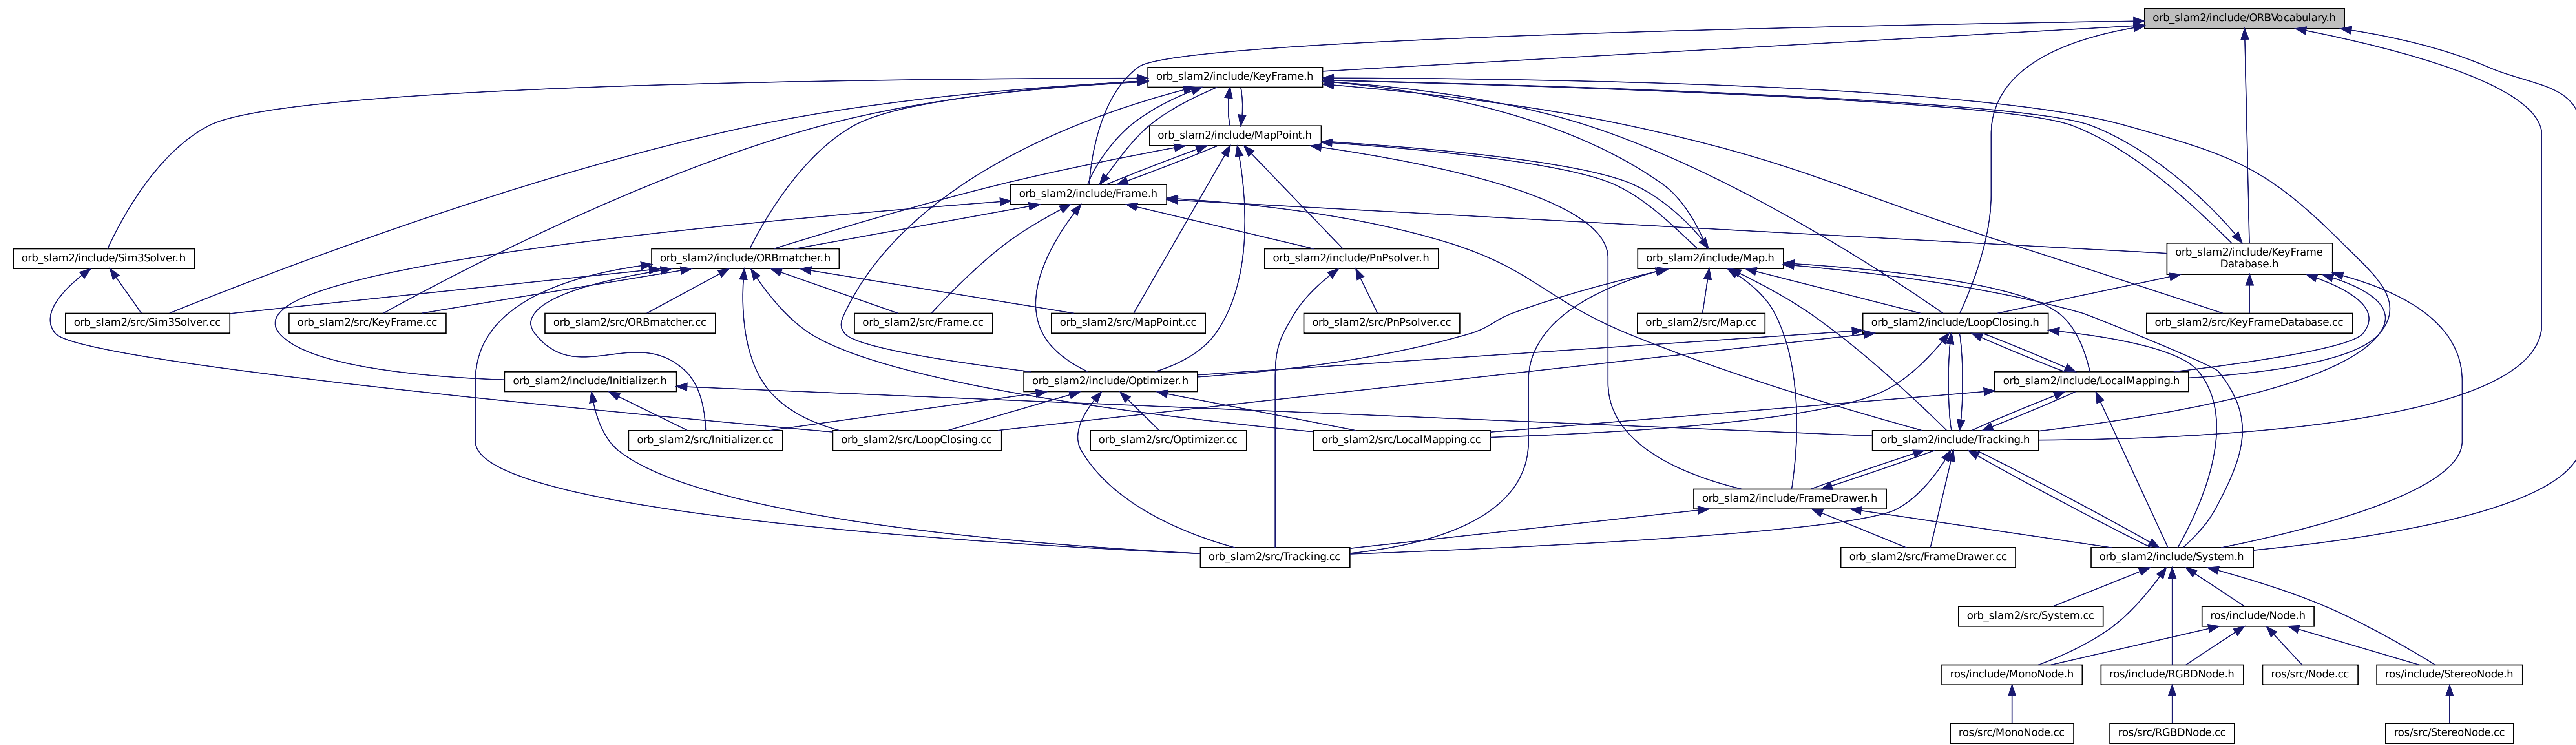 orb_slam2/include/ORBVocabulary.h
orb_slam2/include/KeyFrame.h
orb_slam2/include/MapPoint.h
orb_slam2/include/Frame.h
orb_slam2/include/Sim3Solver.h
orb_slam2/include/ORBmatcher.h
orb_slam2/include/PnPsolver.h
orb_slam2/include/Map.h
orb_slam2/include/KeyFrame
Database.h
orb_slam2/src/Sim3Solver.cc
orb_slam2/src/KeyFrame.cc
orb_slam2/src/ORBmatcher.cc
orb_slam2/src/Frame.cc
orb_slam2/src/MapPoint.cc
orb_slam2/src/PnPsolver.cc
orb_slam2/src/Map.cc
orb_slam2/include/LoopClosing.h
orb_slam2/src/KeyFrameDatabase.cc
orb_slam2/include/Initializer.h
orb_slam2/include/Optimizer.h
orb_slam2/include/LocalMapping.h
orb_slam2/src/Initializer.cc
orb_slam2/src/LoopClosing.cc
orb_slam2/src/Optimizer.cc
orb_slam2/src/LocalMapping.cc
orb_slam2/include/Tracking.h
orb_slam2/include/FrameDrawer.h
orb_slam2/src/Tracking.cc
orb_slam2/src/FrameDrawer.cc
orb_slam2/include/System.h
orb_slam2/src/System.cc
ros/include/Node.h
ros/include/MonoNode.h
ros/include/RGBDNode.h
ros/src/Node.cc
ros/include/StereoNode.h
ros/src/MonoNode.cc
ros/src/RGBDNode.cc
ros/src/StereoNode.cc